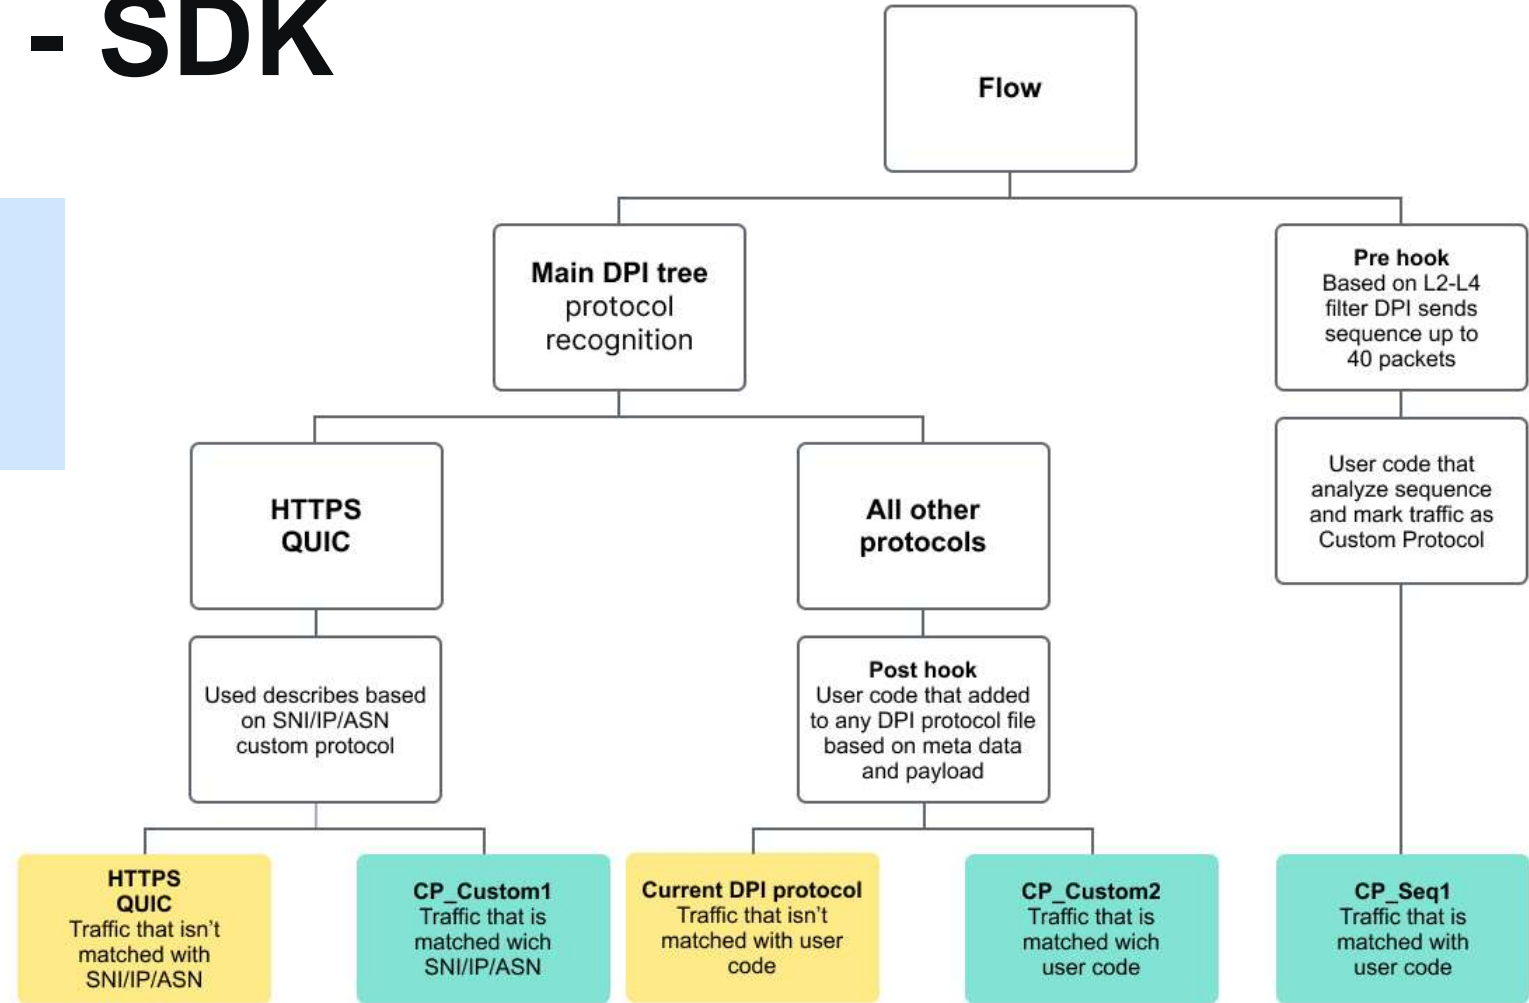 - SDK
Flow
Main DPI tree
protocol
recognition
Pre hook
Based on L2-L4
filter DPI sends
sequence up to
40 packets
HTTPS
QUIC
All other
protocols
User code that
analyze sequence
and mark traffic as
Custom Protocol
Used describes based
on SNI/IP/ASN
custom protocol
Post hook
User code that added
to any DPI protocol file
based on meta data
and payload
HTTPS
QUIC
Traffic that isn't
matched with
SNI/IP/ASN
CP_Custom1
Traffic that is
matched wich
SNI/IP/ASN
Current DPI protocol
Traffic that isn't
matched with user
code
CP_Custom2
Traffic that is
matched wich
user code
CP_Seq1
Traffic that is
matched with
user code